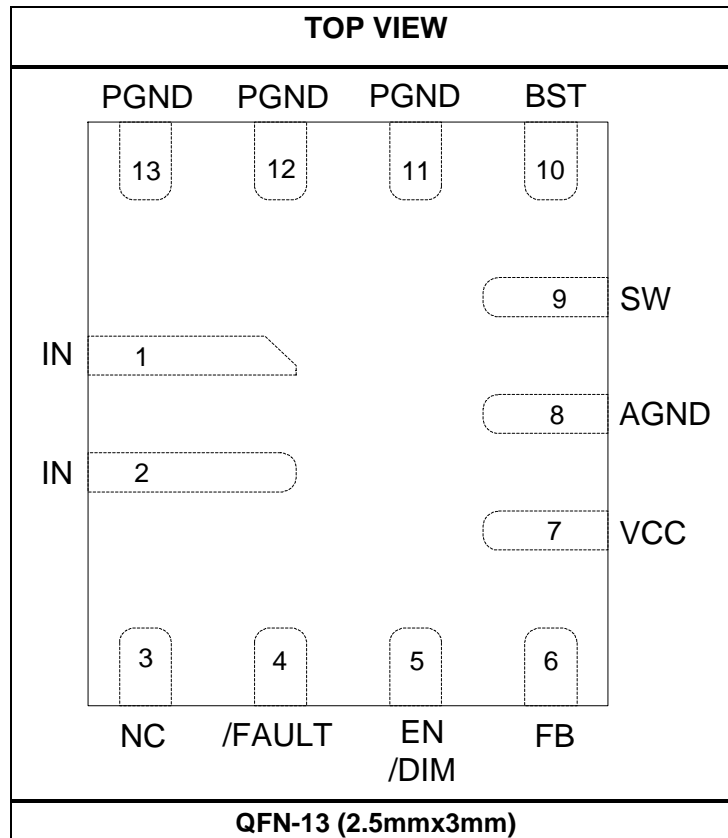 TOP VIEW
PGND PGND PGND BST
13 12 11 10
9 SW
IN 1
8 AGND
IN 2
7 VCC
3 4 5 6
NC /FAULT EN FB
/DIM
QFN-13 (2.5mmx3mm)